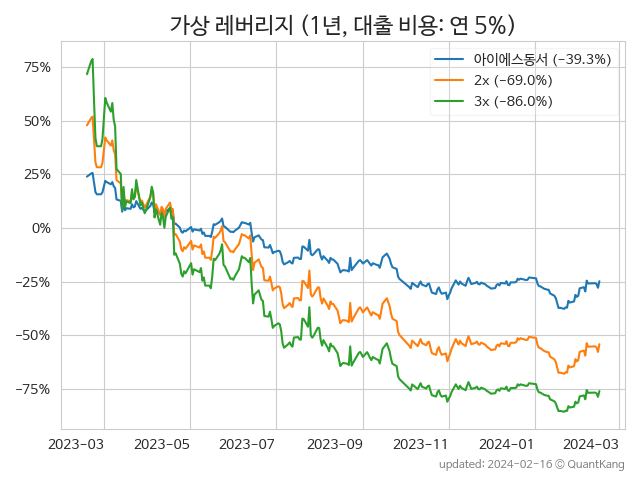 가상 레버리지 (1년, 대출 비용: 연 5%)
아이에스동서 (−39.3%)
2x (−69.0%)
3x (−86.0%)
75%
50%
25%
0%
−25%
−50%
−75%
2023-03
2023-05
2023-07
2023-09
2023-11
2024-01
2024-03
updated: 2024-02-16 © QuantKang